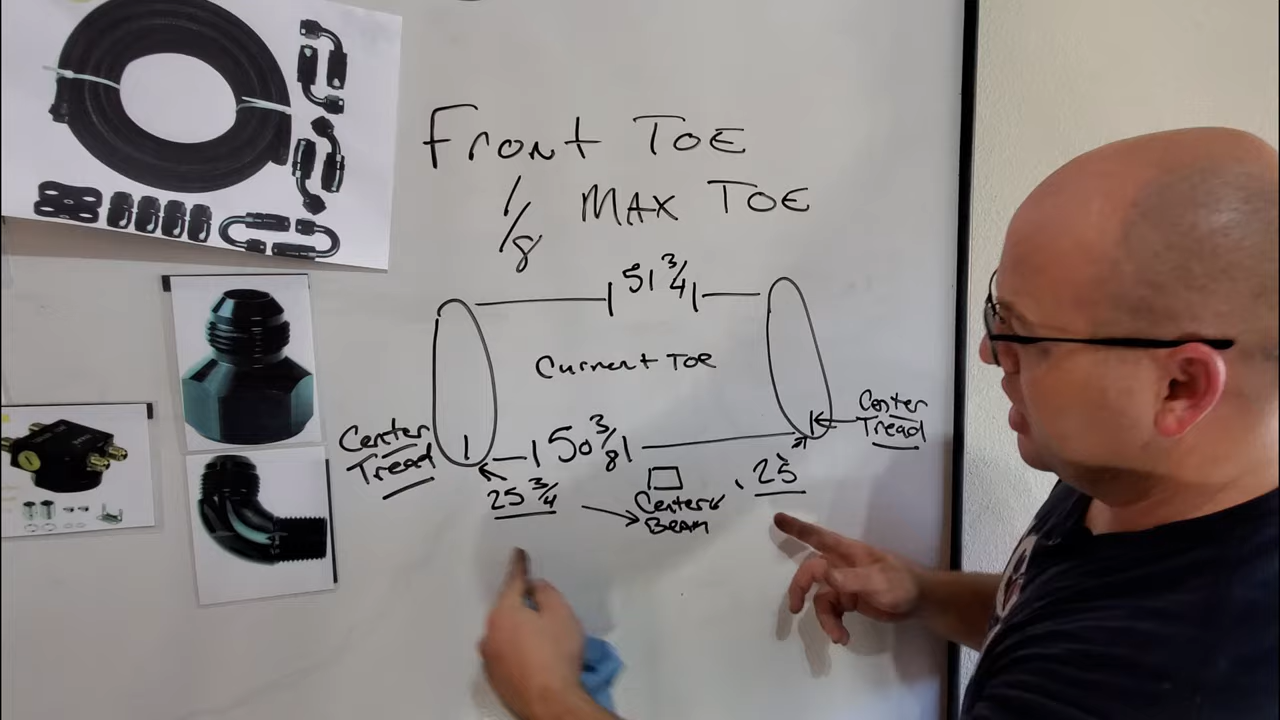 Front TOE
1/8 MAX TOE
51 3/4
Current TOE
Center
Tread
50 3/8
Center
Tread
25 3/4
Center
BEAM
25